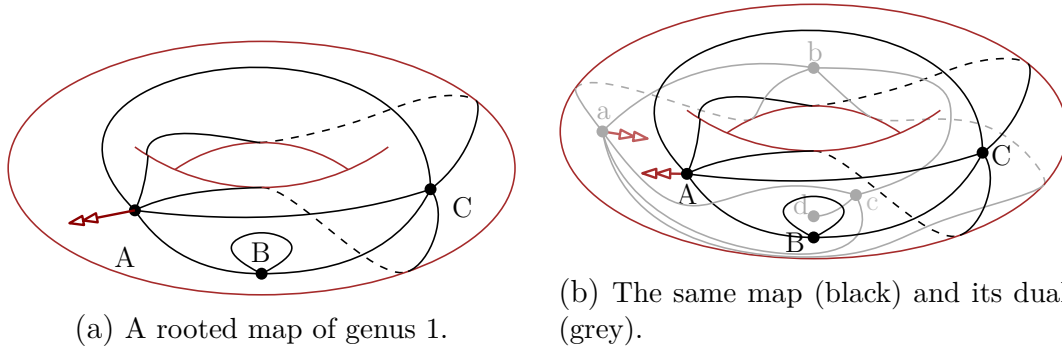 A
B
C
(a) A rooted map of genus 1.
a
b
A
C
d
c
B
(b) The same map (black) and its dual
(grey).